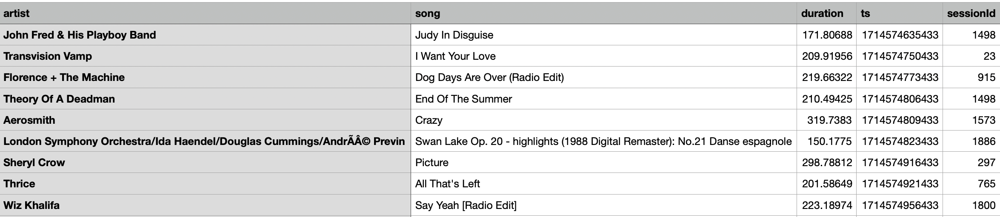 artist song duration ts sessionId
John Fred & His Playboy Band Judy In Disguise 171.80688 1714574635433 1498
Transvision Vamp I Want Your Love 209.91956 1714574750433 23
Florence + The Machine Dog Days Are Over (Radio Edit) 219.66322 1714574773433 915
Theory Of A Deadman End Of The Summer 210.49425 1714574806433 1498
Aerosmith Crazy 319.7383 1714574809433 1573
London Symphony Orchestra/Ida Haendel/Douglas Cummings/AndrÃÂ© Previn Swan Lake Op. 20 - highlights (1988 Digital Remaster): No.21 Danse espagnole 150.1775 1714574823433 1886
Sheryl Crow Picture 298.78812 1714574916433 297
Thrice All That's Left 201.58649 1714574921433 765
Wiz Khalifa Say Yeah [Radio Edit] 223.18974 1714574956433 1800